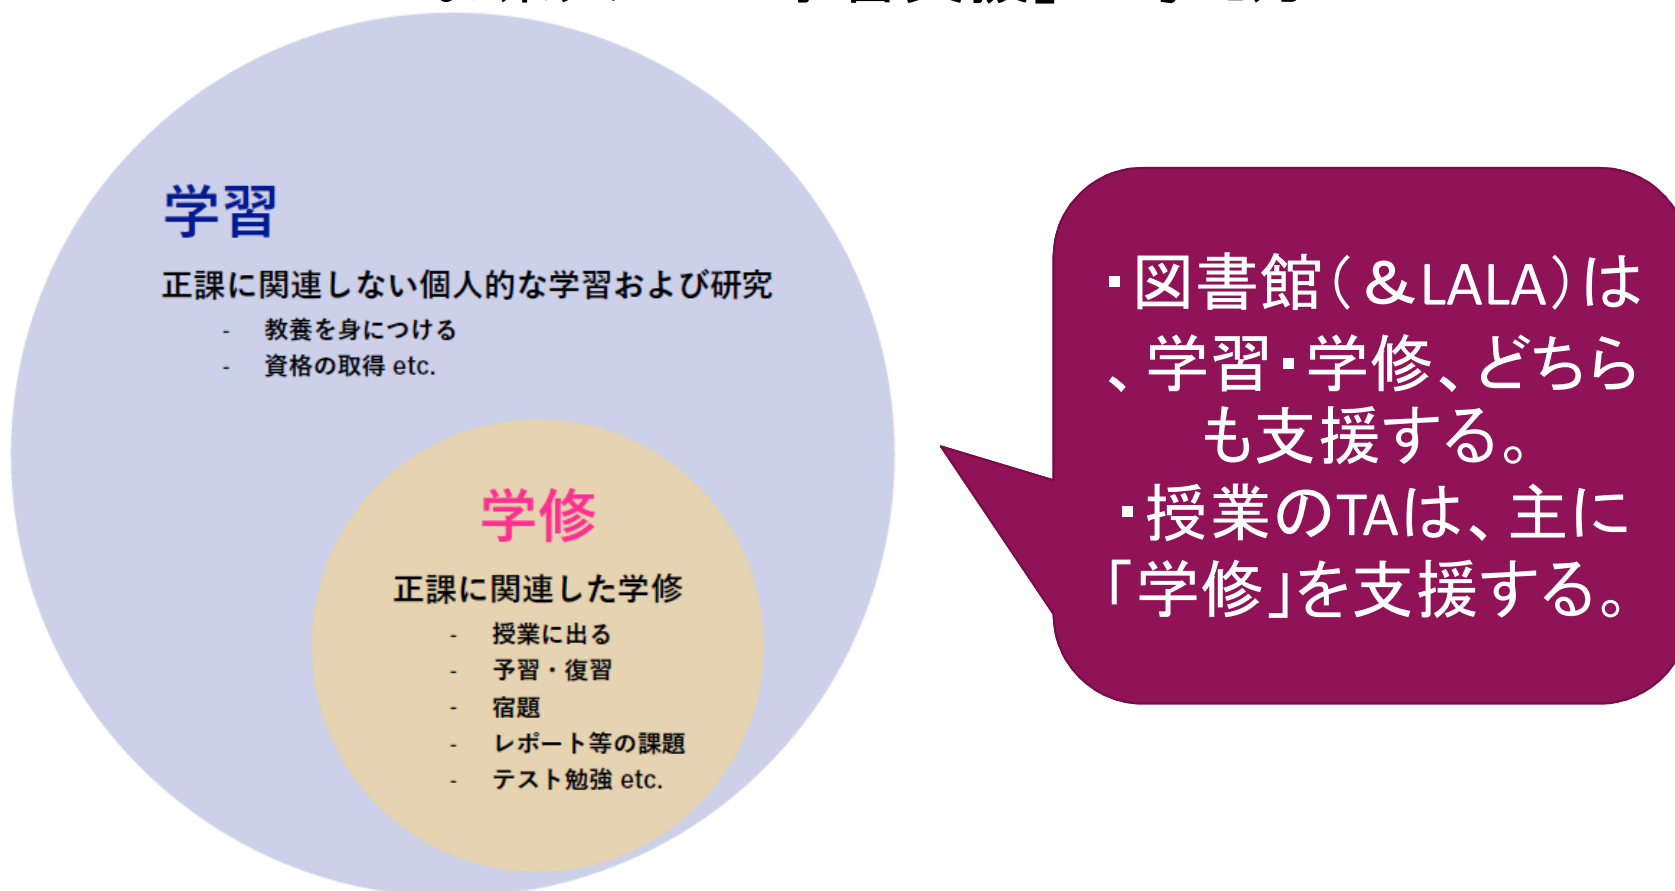 学習
正課に関連しない個人的な学習および研究
- 教養を身につける
- 資格の取得 etc.
学修
正課に関連した学修
- 授業に出る
- 予習・復習
- 宿題
- レポート等の課題
- テスト勉強 etc.
・図書館（＆LALA）は
、学習・学修、どちら
も支援する。
・授業のTAは、主に
「学修」を支援する。